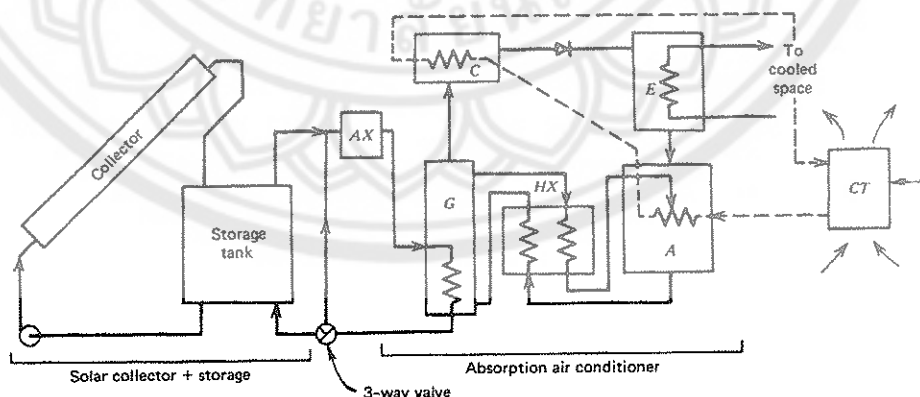 Collector
Storage
tank
AX
G
HX
C
E
A
To
cooled
space
CT
Solar collector + storage
3-way valve
Absorption air conditioner